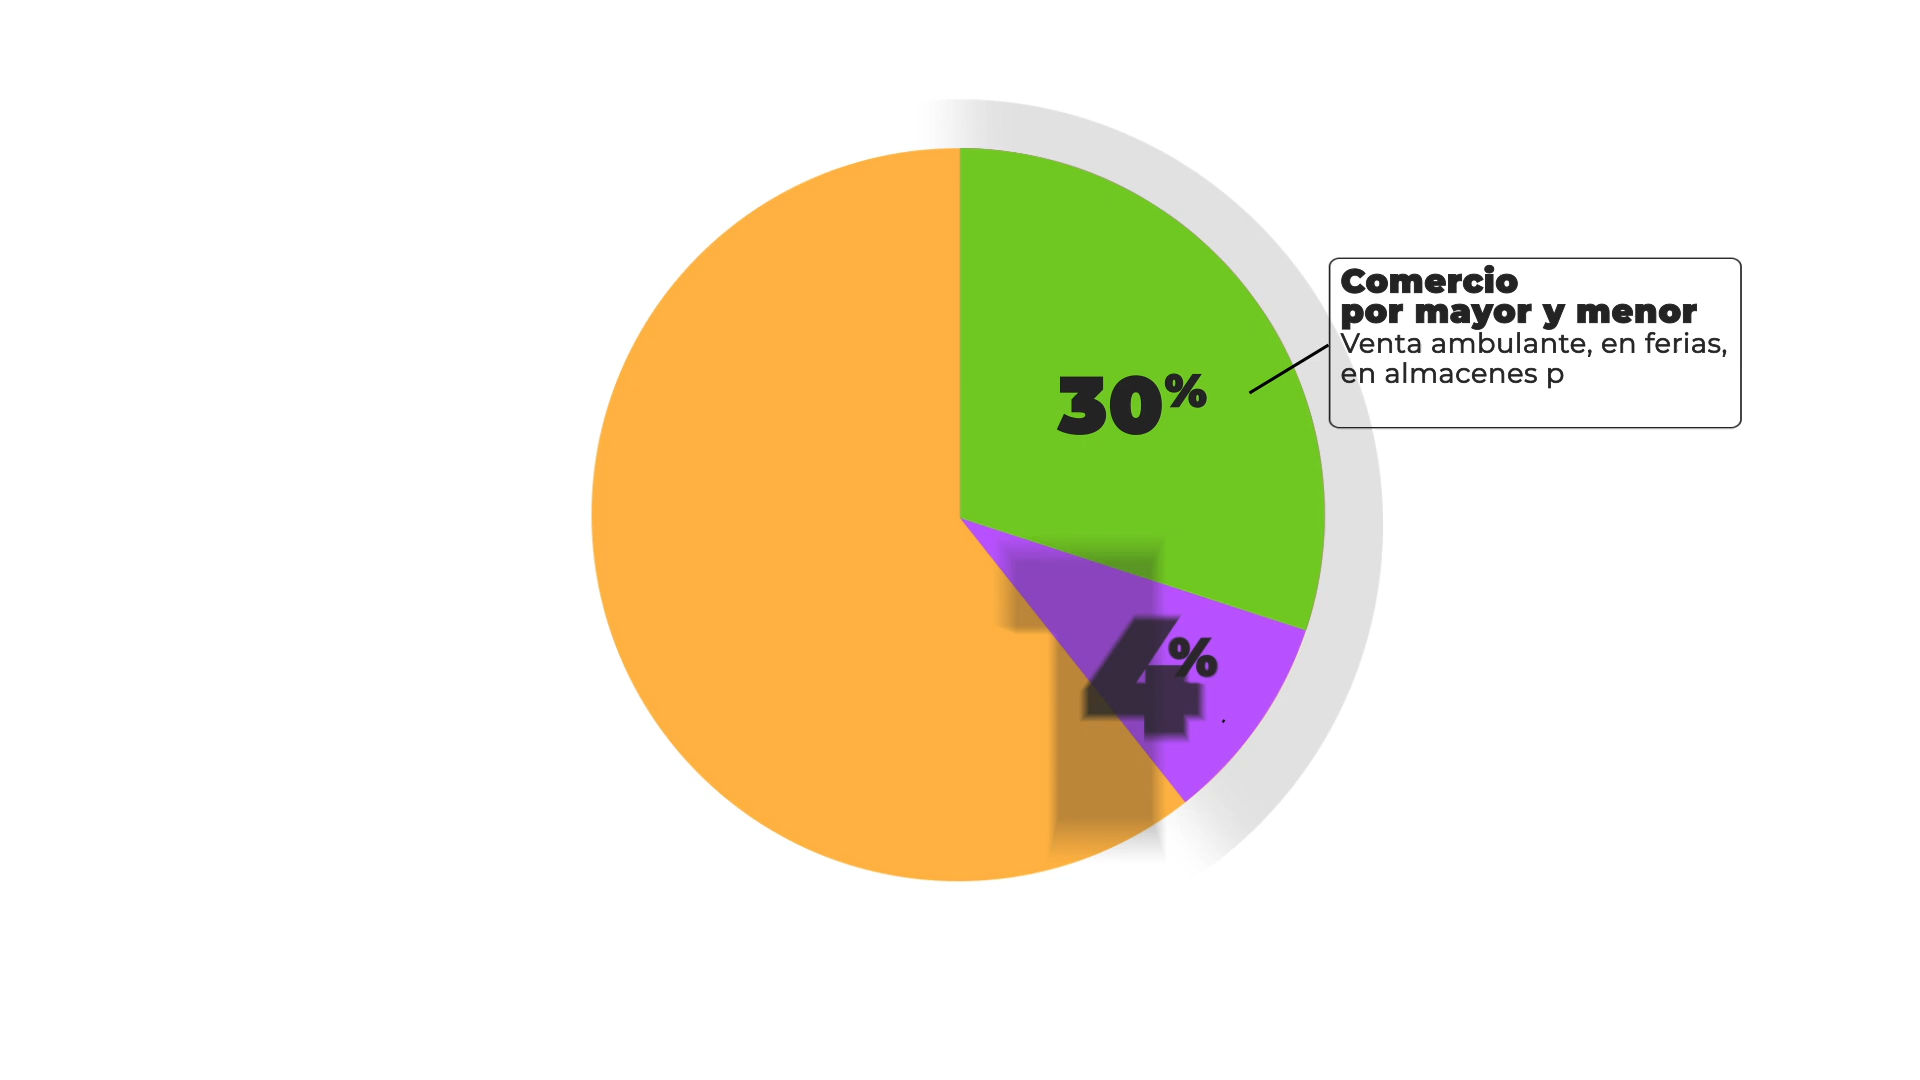 30%
Comercio
por mayor y menor
Venta ambulante, en ferias,
en almacenes p
4%